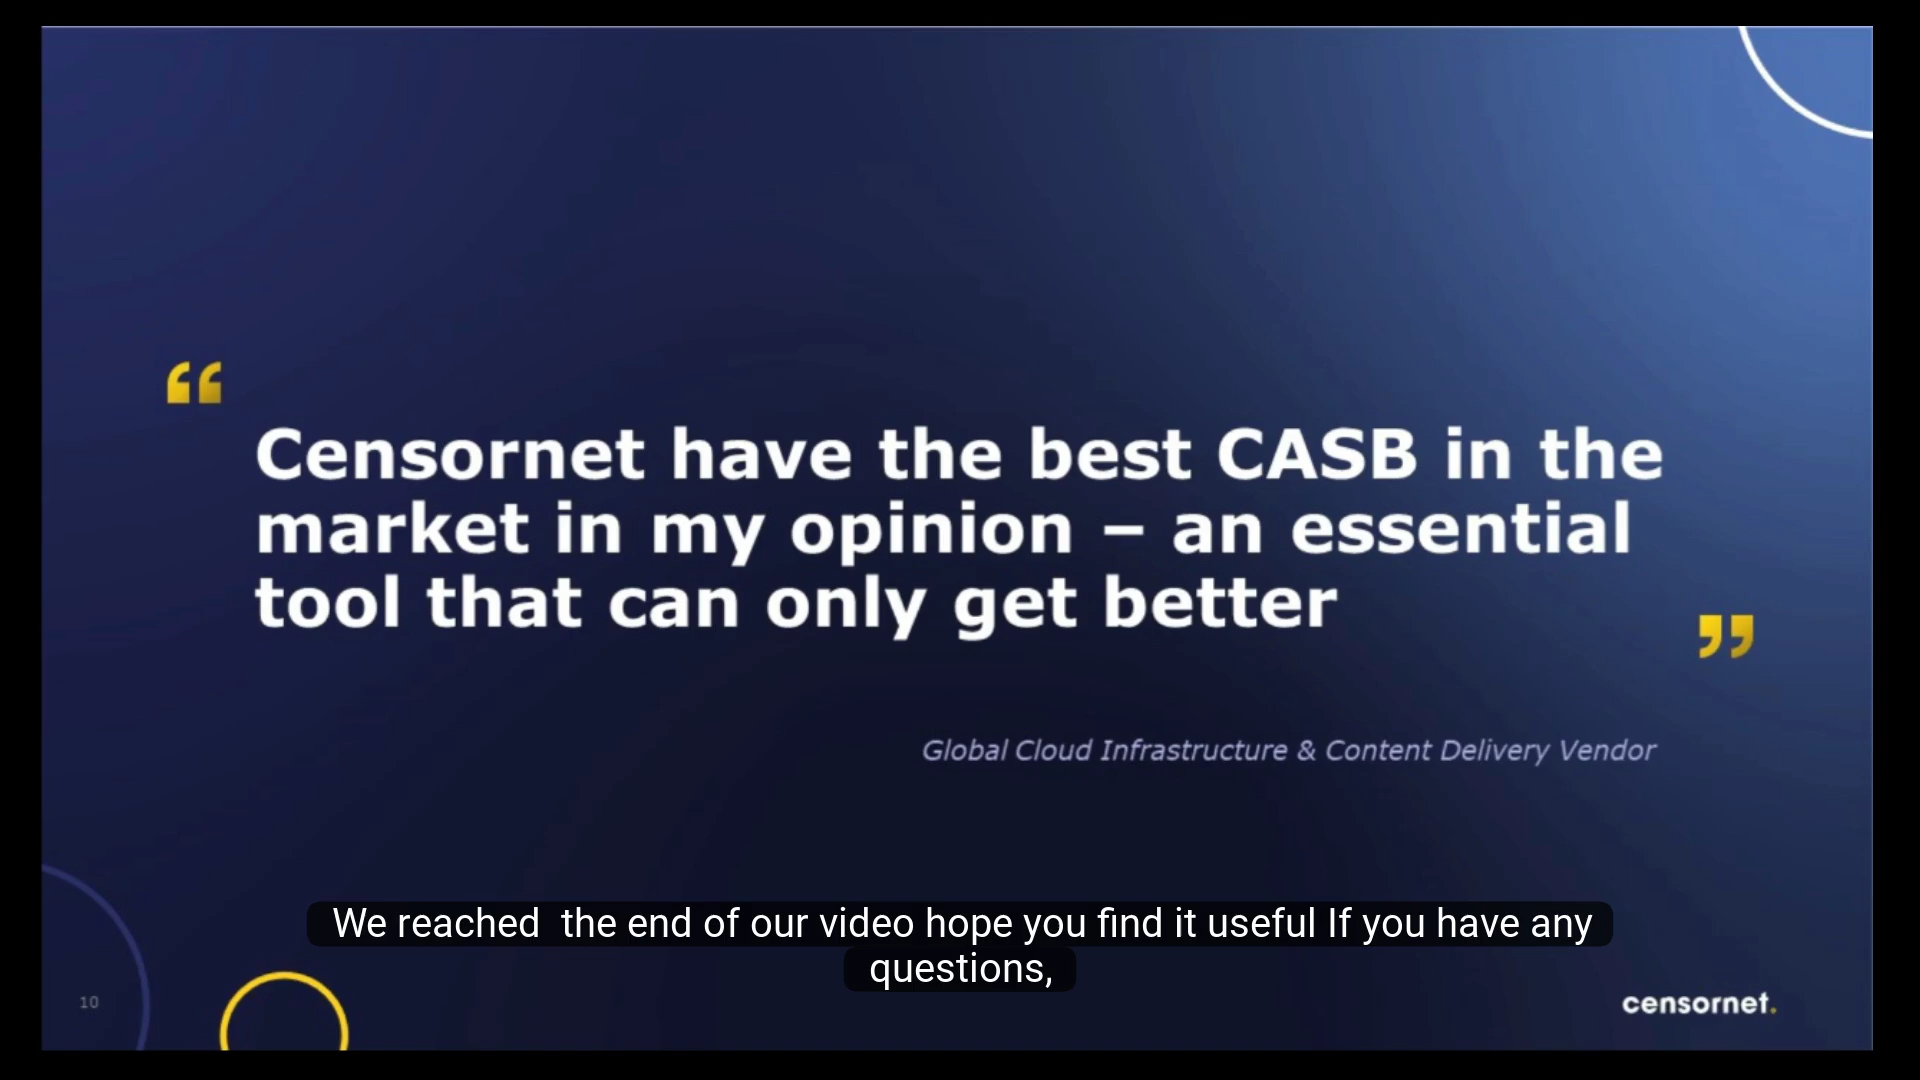 “
Censornet have the best CASB in the
market in my opinion – an essential
tool that can only get better
”
Global Cloud Infrastructure & Content Delivery Vendor
We reached  the end of our video hope you find it useful If you have any
questions,
10
censornet.